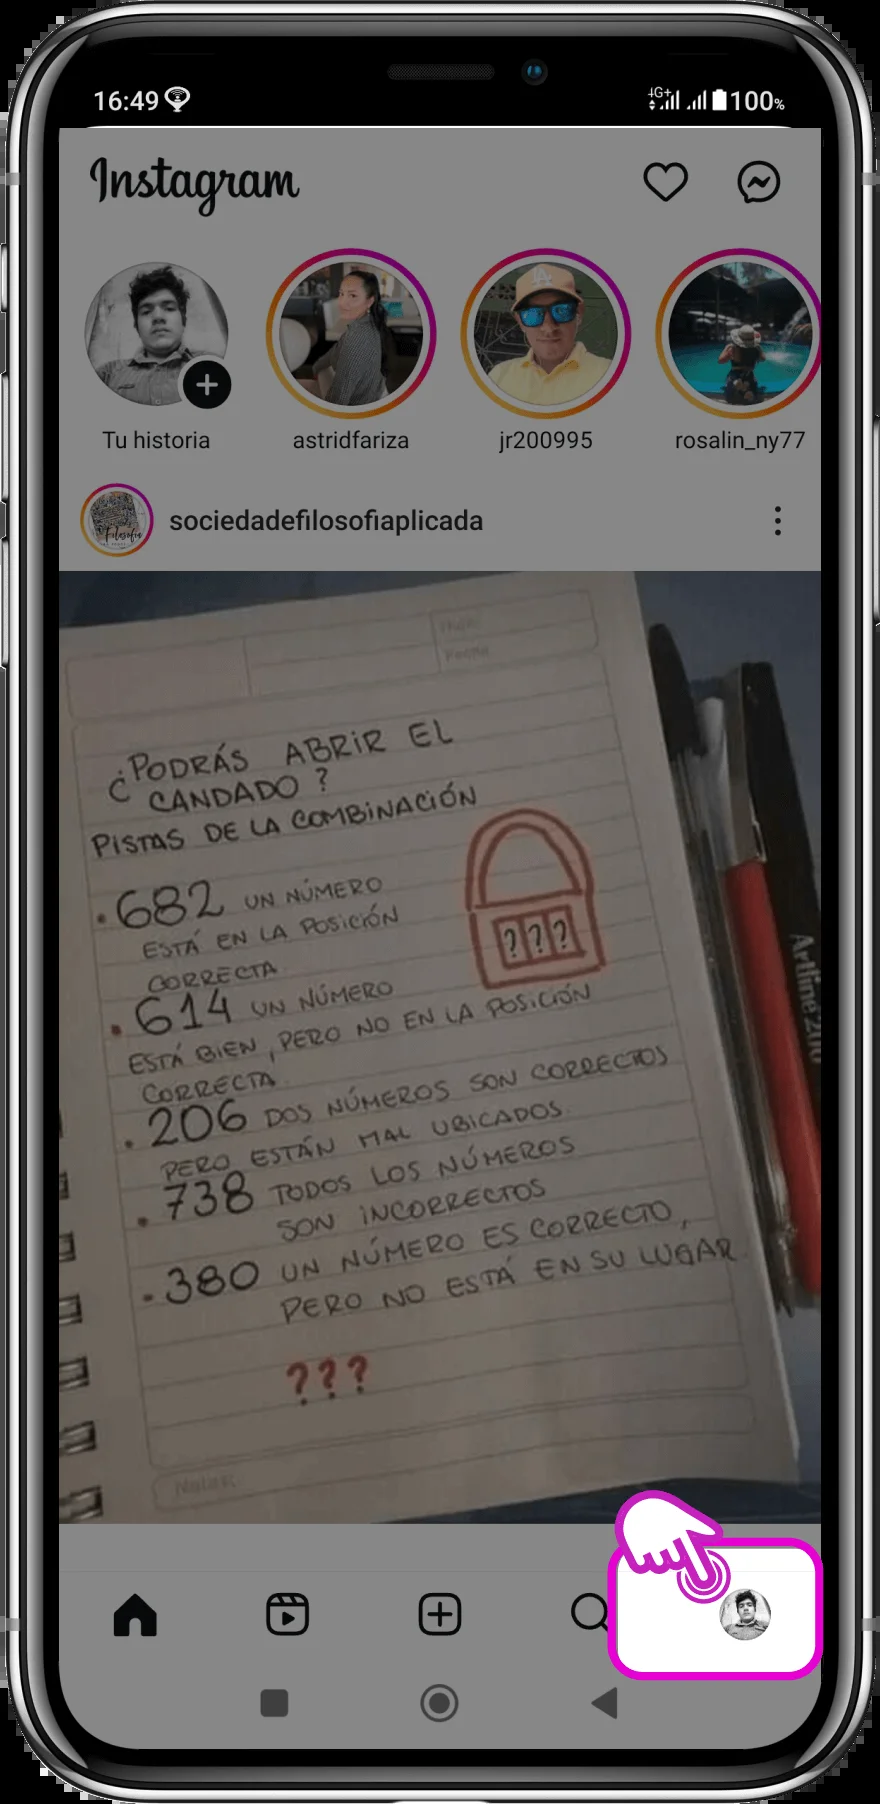 16:49
4G+ 100%
Instagram
Tu historia
astridfariza
jr200995
rosalin_ny77
sociedadefilosofiaplicada
¿PODRÁS ABRIR EL
CANDADO?
PISTAS DE LA COMBINACIÓN
. 682 UN NÚMERO
ESTÁ EN LA POSICIÓN
CORRECTA
???
. 614 UN NÚMERO
ESTÁ BIEN, PERO NO EN LA POSICIÓN
CORRECTA
. 206 DOS NÚMEROS SON CORRECTOS
PERO ESTÁN MAL UBICADOS
. 738 TODOS LOS NÚMEROS
SON INCORRECTOS
. 380 UN NÚMERO ES CORRECTO,
PERO NO ESTÁ EN SU LUGAR
???
Artline 200